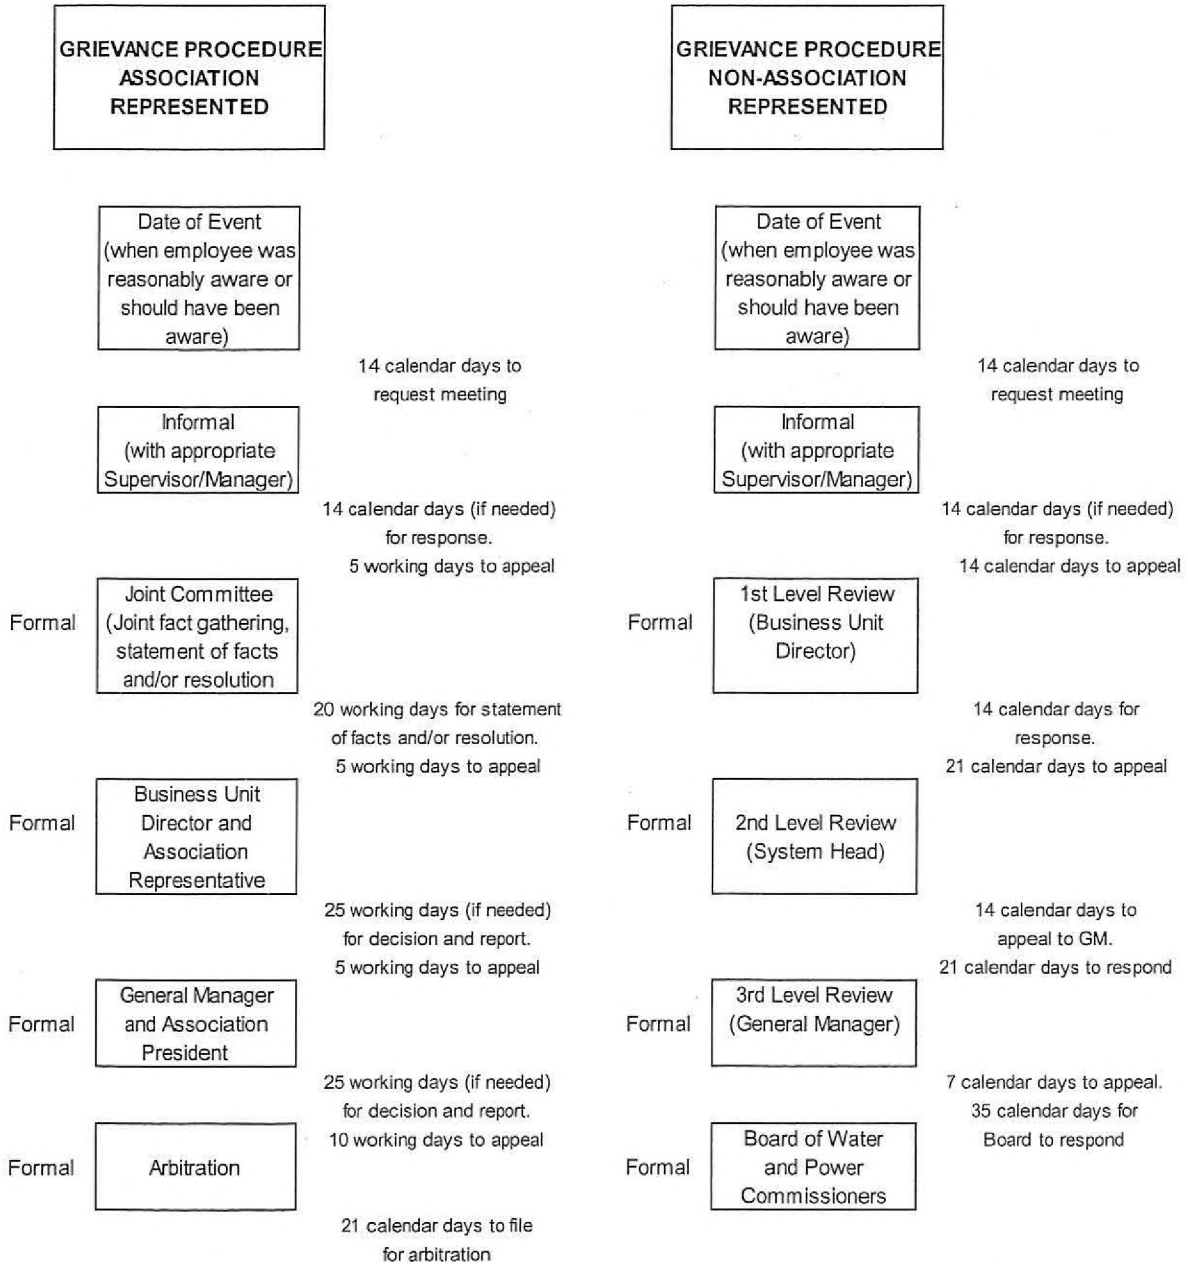 GRIEVANCE PROCEDURE
ASSOCIATION
REPRESENTED
Date of Event
(when employee was
reasonably aware or
should have been
aware)
14 calendar days to
request meeting
Informal
(with appropriate
Supervisor/Manager)
14 calendar days (if needed)
for response.
5 working days to appeal
Formal
Joint Committee
(Joint fact gathering,
statement of facts
and/or resolution
20 working days for statement
of facts and/or resolution.
5 working days to appeal
Formal
Business Unit
Director and
Association
Representative
25 working days (if needed)
for decision and report.
5 working days to appeal
Formal
General Manager
and Association
President
25 working days (if needed)
for decision and report.
10 working days to appeal
Formal
Arbitration
21 calendar days to file
for arbitration
GRIEVANCE PROCEDURE
NON-ASSOCIATION
REPRESENTED
Date of Event
(when employee was
reasonably aware or
should have been
aware)
14 calendar days to
request meeting
Informal
(with appropriate
Supervisor/Manager)
14 calendar days (if needed)
for response.
14 calendar days to appeal
Formal
1st Level Review
(Business Unit
Director)
14 calendar days for
response.
21 calendar days to appeal
Formal
2nd Level Review
(System Head)
14 calendar days to
appeal to GM.
21 calendar days to respond
Formal
3rd Level Review
(General Manager)
7 calendar days to appeal.
35 calendar days for
Board to respond
Formal
Board of Water
and Power
Commissioners